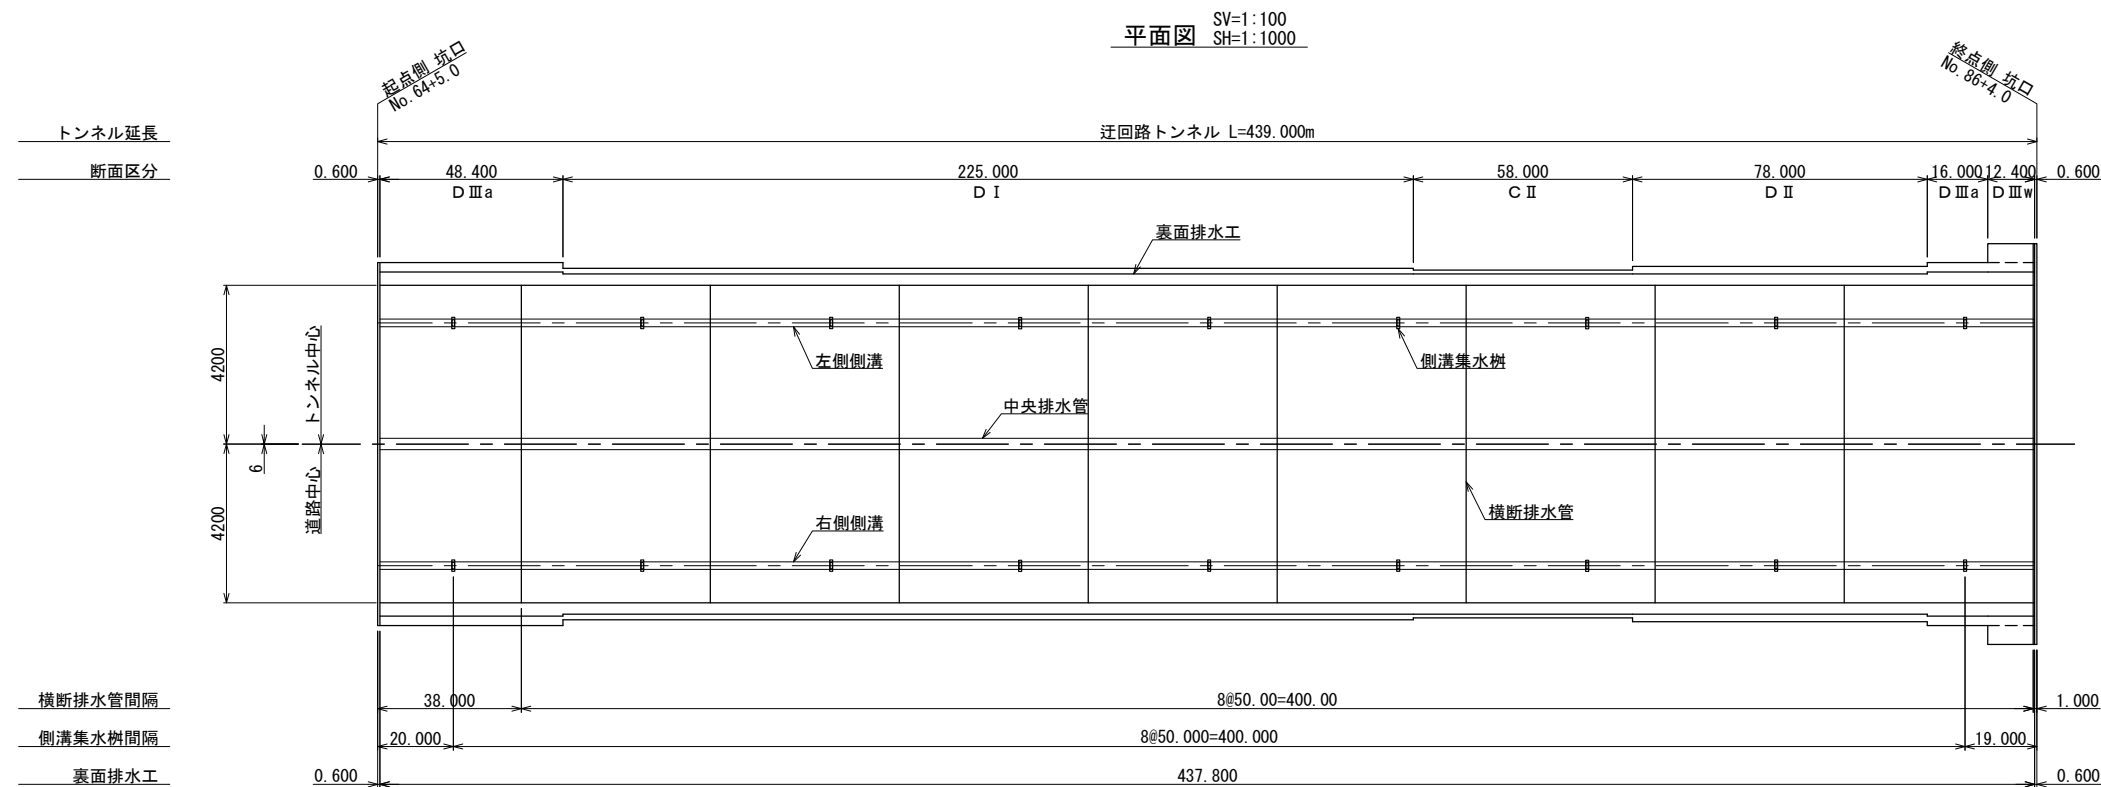 平面図
SV=1:100
SH=1:1000
起点側 坑口
No.64+5.0
終点側 坑口
No.86+4.0
トンネル延長
迂回路トンネル L=439.000m
断面区分
0.600
48.400
225.000
58.000
78.000
16.000
12.400
0.600
DⅢa
DⅠ
CⅡ
DⅡ
DⅢa
DⅢw
裏面排水工
4200
トンネル中心
左側側溝
側溝集水桝
中央排水管
6
道路中心
4200
右側側溝
横断排水管
横断排水管間隔
38.000
8@50.00=400.00
1.000
側溝集水桝間隔
20.000
8@50.000=400.000
19.000
裏面排水工
0.600
437.800
0.600